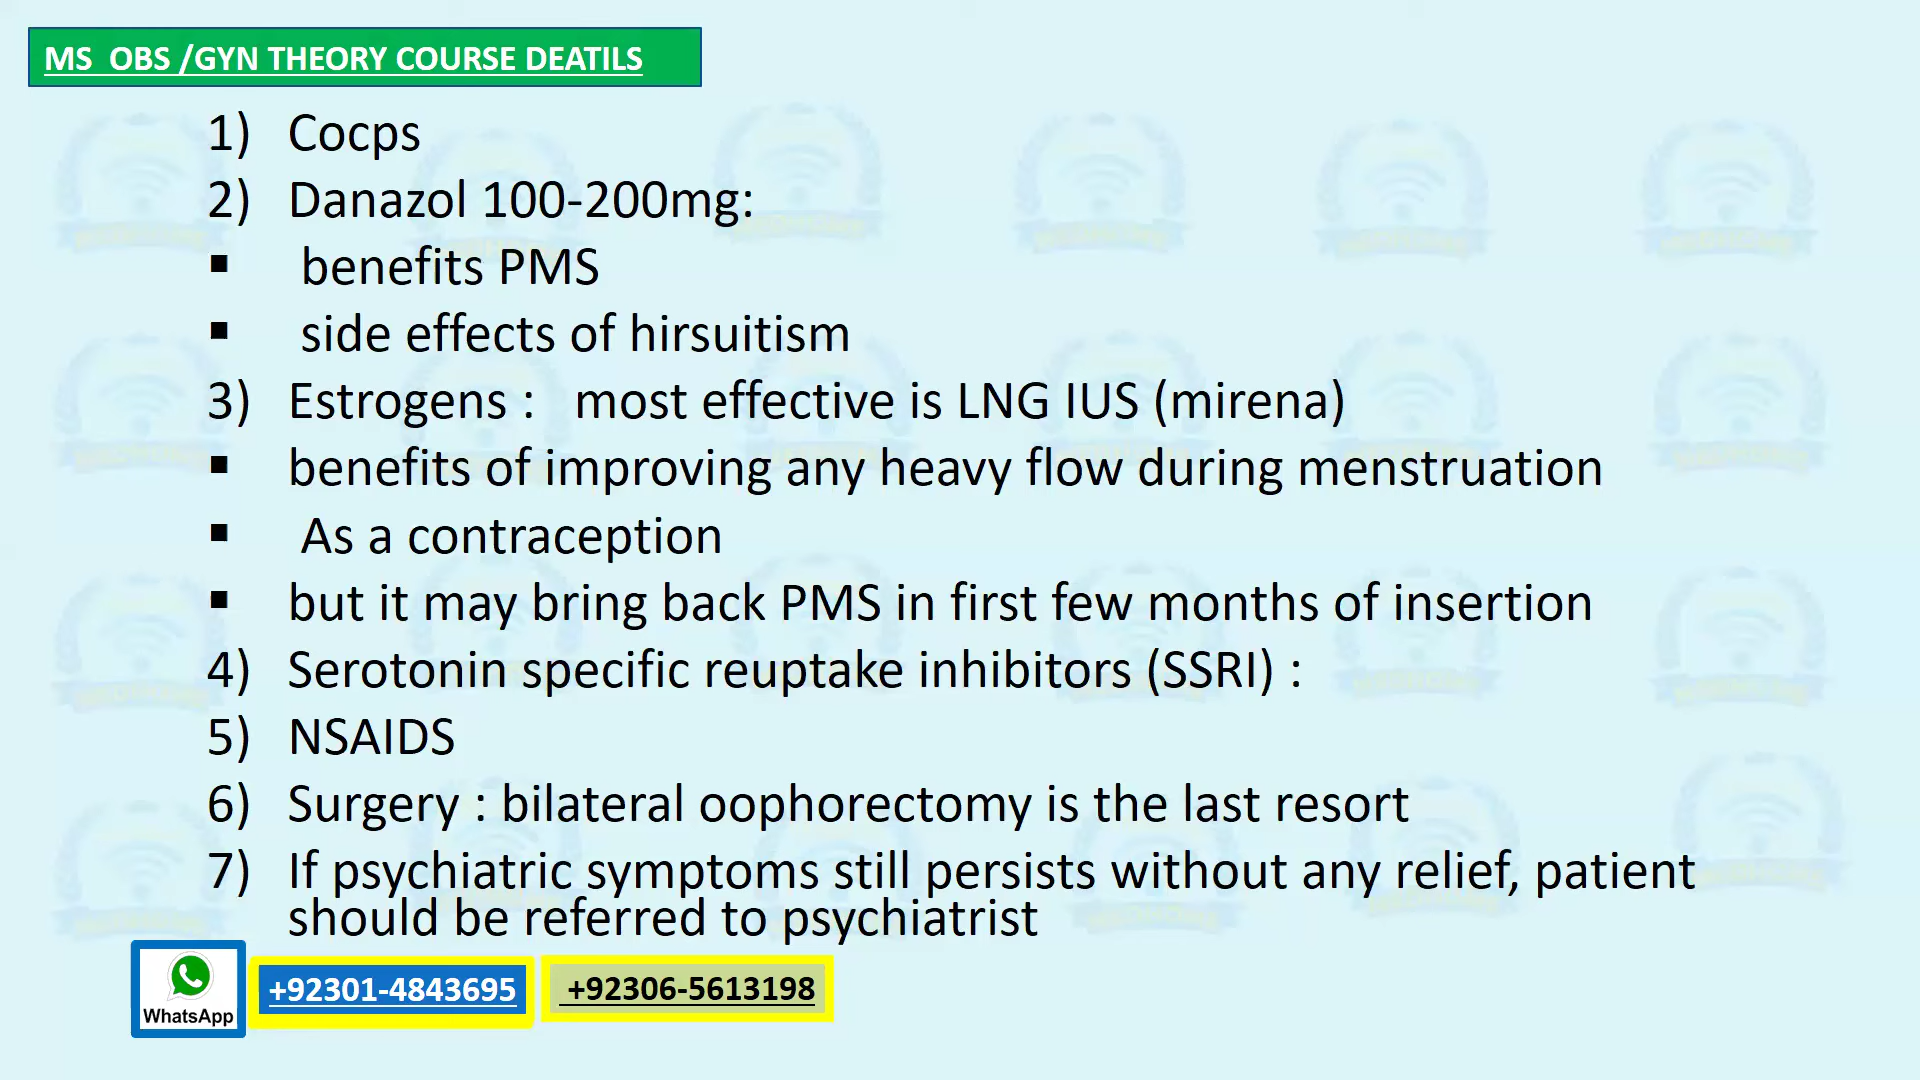 MS OBS /GYN THEORY COURSE DEATILS
1) Cocps
2) Danazol 100-200mg:
▪ benefits PMS
▪ side effects of hirsuitism
3) Estrogens : most effective is LNG IUS (mirena)
▪ benefits of improving any heavy flow during menstruation
▪ As a contraception
▪ but it may bring back PMS in first few months of insertion
4) Serotonin specific reuptake inhibitors (SSRI) :
5) NSAIDS
6) Surgery : bilateral oophorectomy is the last resort
7) If psychiatric symptoms still persists without any relief, patient
should be referred to psychiatrist
WhatsApp
+92301-4843695
+92306-5613198